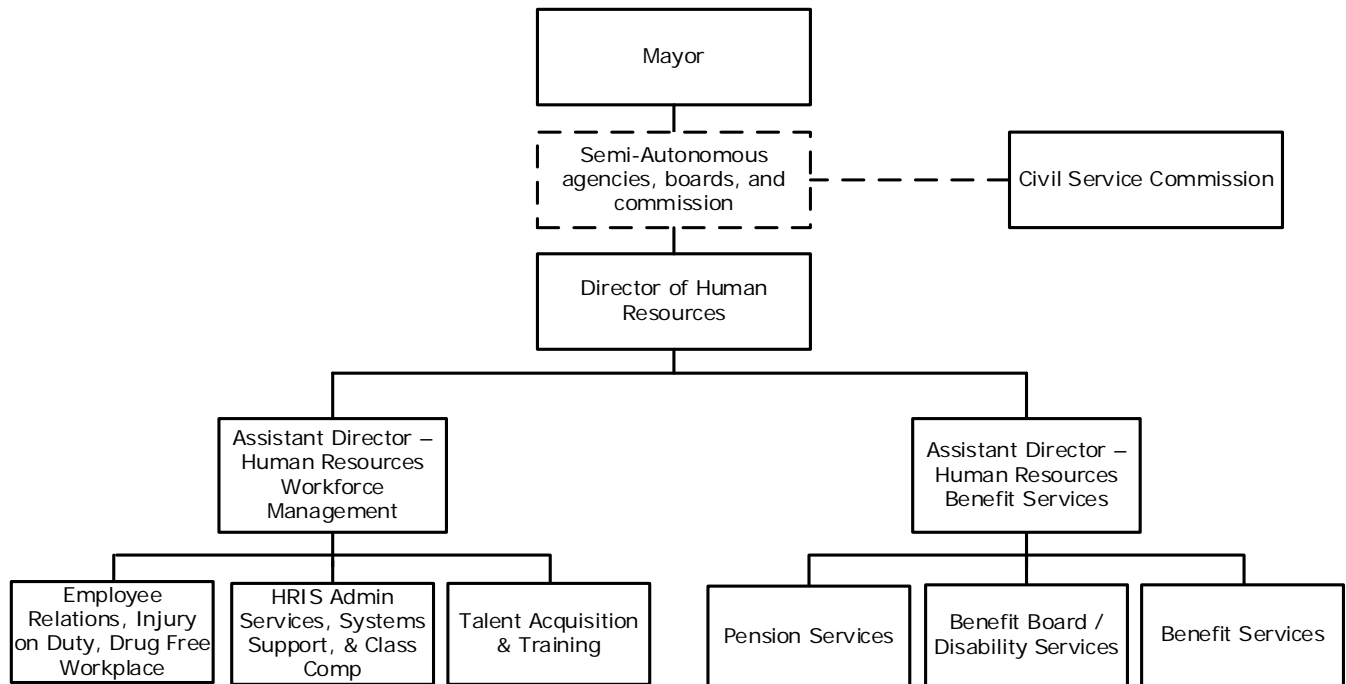 Mayor
Semi-Autonomous
agencies, boards, and
commission
Civil Service Commission
Director of Human
Resources
Assistant Director –
Human Resources
Workforce
Management
Assistant Director –
Human Resources
Benefit Services
Employee
Relations, Injury
on Duty, Drug Free
Workplace
HRIS Admin
Services, Systems
Support, & Class
Comp
Talent Acquisition
& Training
Pension Services
Benefit Board /
Disability Services
Benefit Services